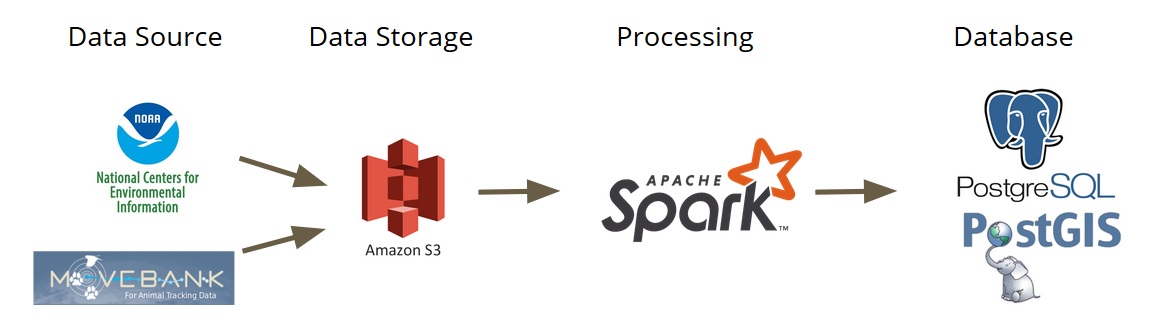 Data Source
Data Storage
Processing
Database
NOAA
National Centers for
Environmental
Information
MOVEBANK
For Animal Tracking Data
Amazon S3
APACHE
Spark™
PostgreSQL
PostGIS